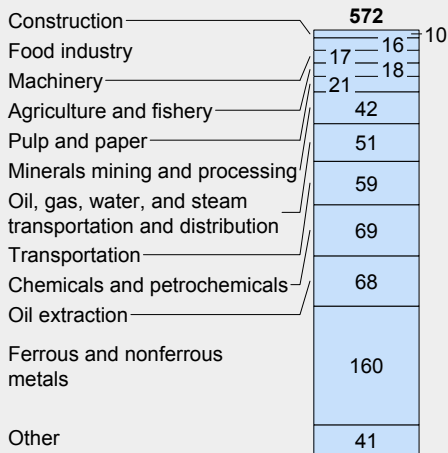 572
Construction
10
Food industry
16
17
Machinery
18
21
Agriculture and fishery
42
Pulp and paper
51
Minerals mining and processing
59
Oil, gas, water, and steam
transportation and distribution
Transportation
69
Chemicals and petrochemicals
68
Oil extraction
Ferrous and nonferrous
metals
160
Other
41